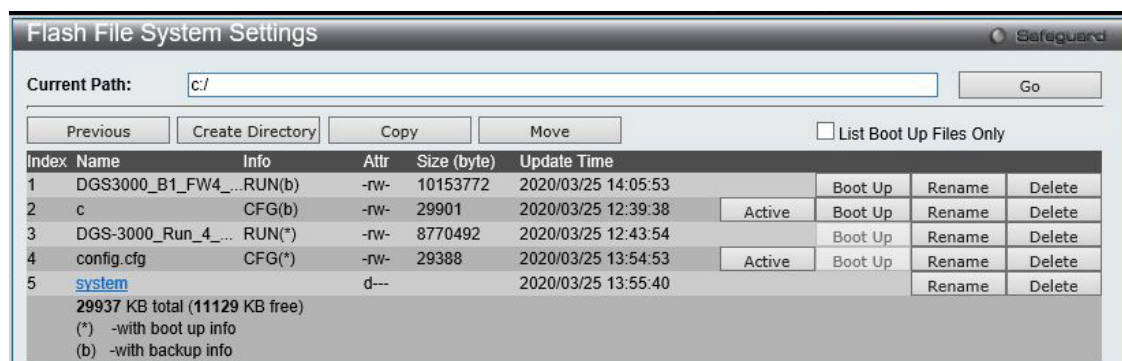 Flash File System Settings
Safeguard
Current Path: c:/ Go
Previous Create Directory Copy Move List Boot Up Files Only
Index Name Info Attr Size (byte) Update Time
1 DGS3000_B1_FW4_...RUN(b) -rw- 10153772 2020/03/25 14:05:53 Boot Up Rename Delete
2 c CFG(b) -rw- 29901 2020/03/25 12:39:38 Active Boot Up Rename Delete
3 DGS-3000_Run_4_... RUN(*) -rw- 8770492 2020/03/25 12:43:54 Boot Up Rename Delete
4 config.cfg CFG(*) -rw- 29388 2020/03/25 13:54:53 Active Boot Up Rename Delete
5 system d--- 2020/03/25 13:55:40 Rename Delete
29937 KB total (11129 KB free)
(*) -with boot up info
(b) -with backup info